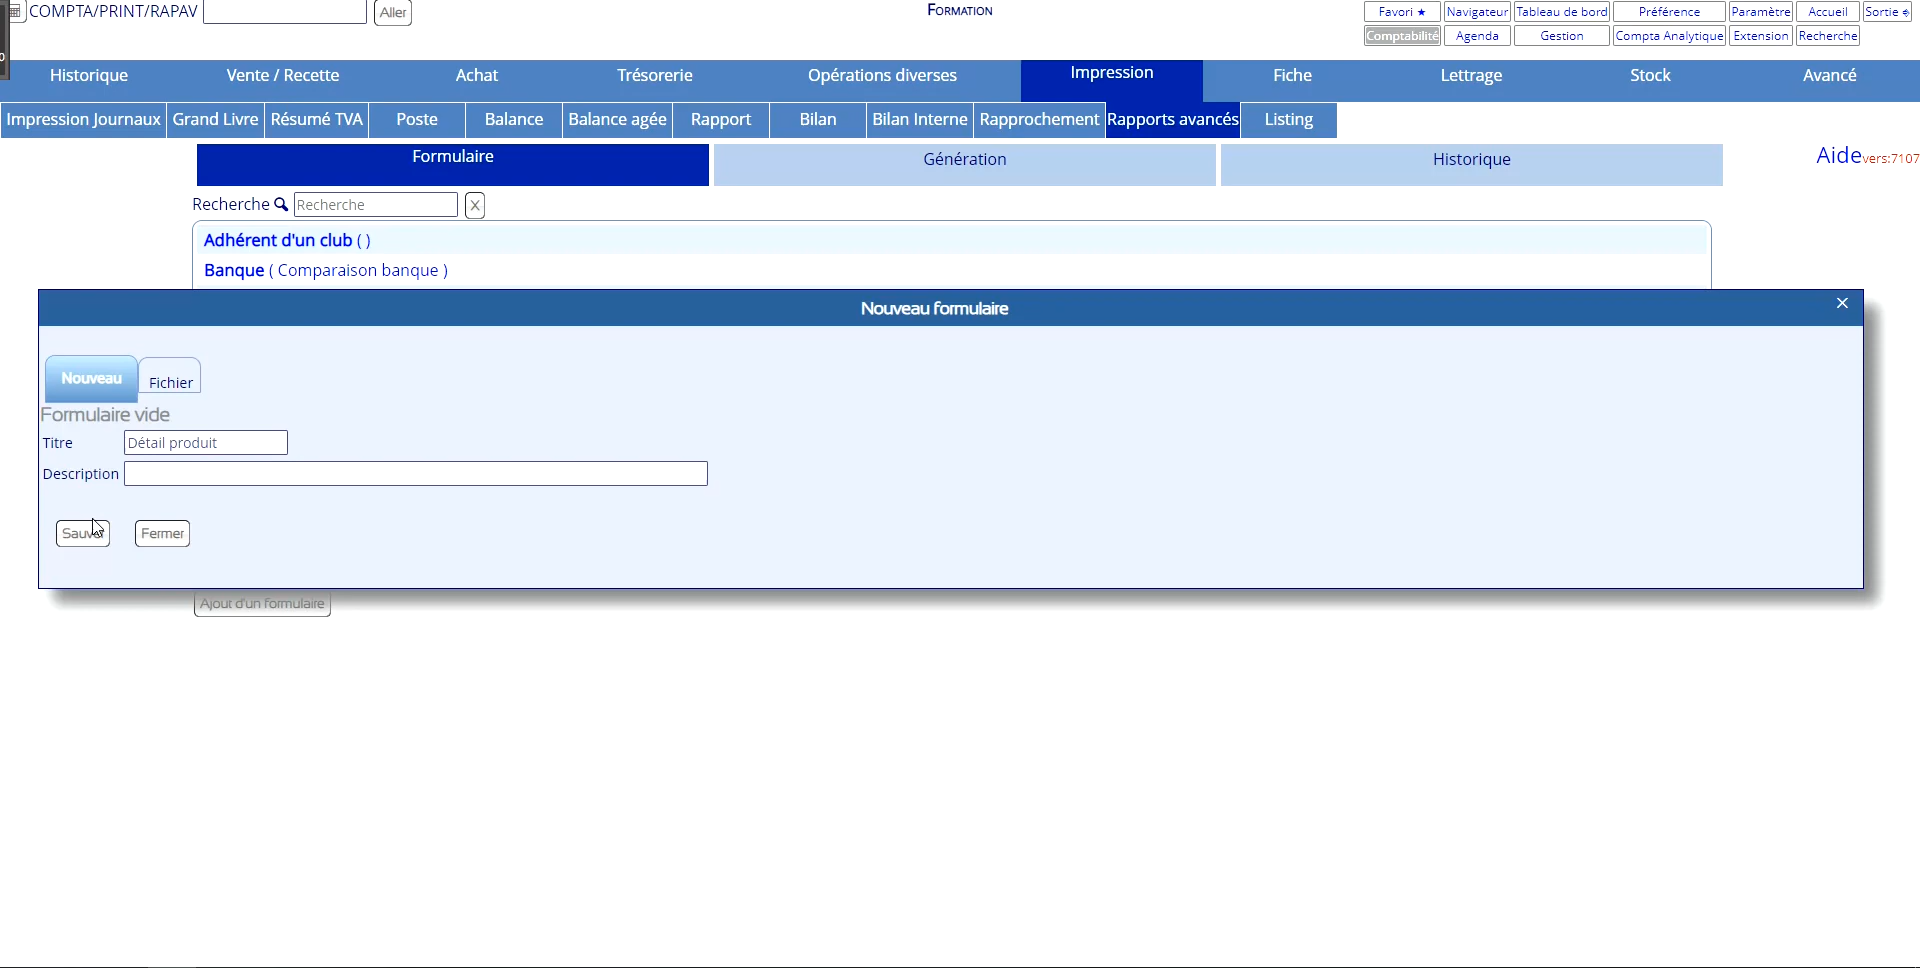 COMPTA/PRINT/RAPAV Aller Formation Favori ★ Navigateur Tableau de bord Préférence Paramètre Accueil Sortie
Comptabilité Agenda Gestion Compta Analytique Extension Recherche
Historique Vente / Recette Achat Trésorerie Opérations diverses Impression Fiche Lettrage Stock Avancé
Impression Journaux Grand Livre Résumé TVA Poste Balance Balance agée Rapport Bilan Bilan Interne Rapprochement Rapports avancés Listing
Formulaire Génération Historique Aide vers:7107
Recherche Recherche X
Adhérent d'un club ( )
Banque ( Comparaison banque )
Nouveau formulaire ×
Nouveau Fichier
Formulaire vide
Titre Détail produit
Description
Fermer
Ajout d'un formulaire